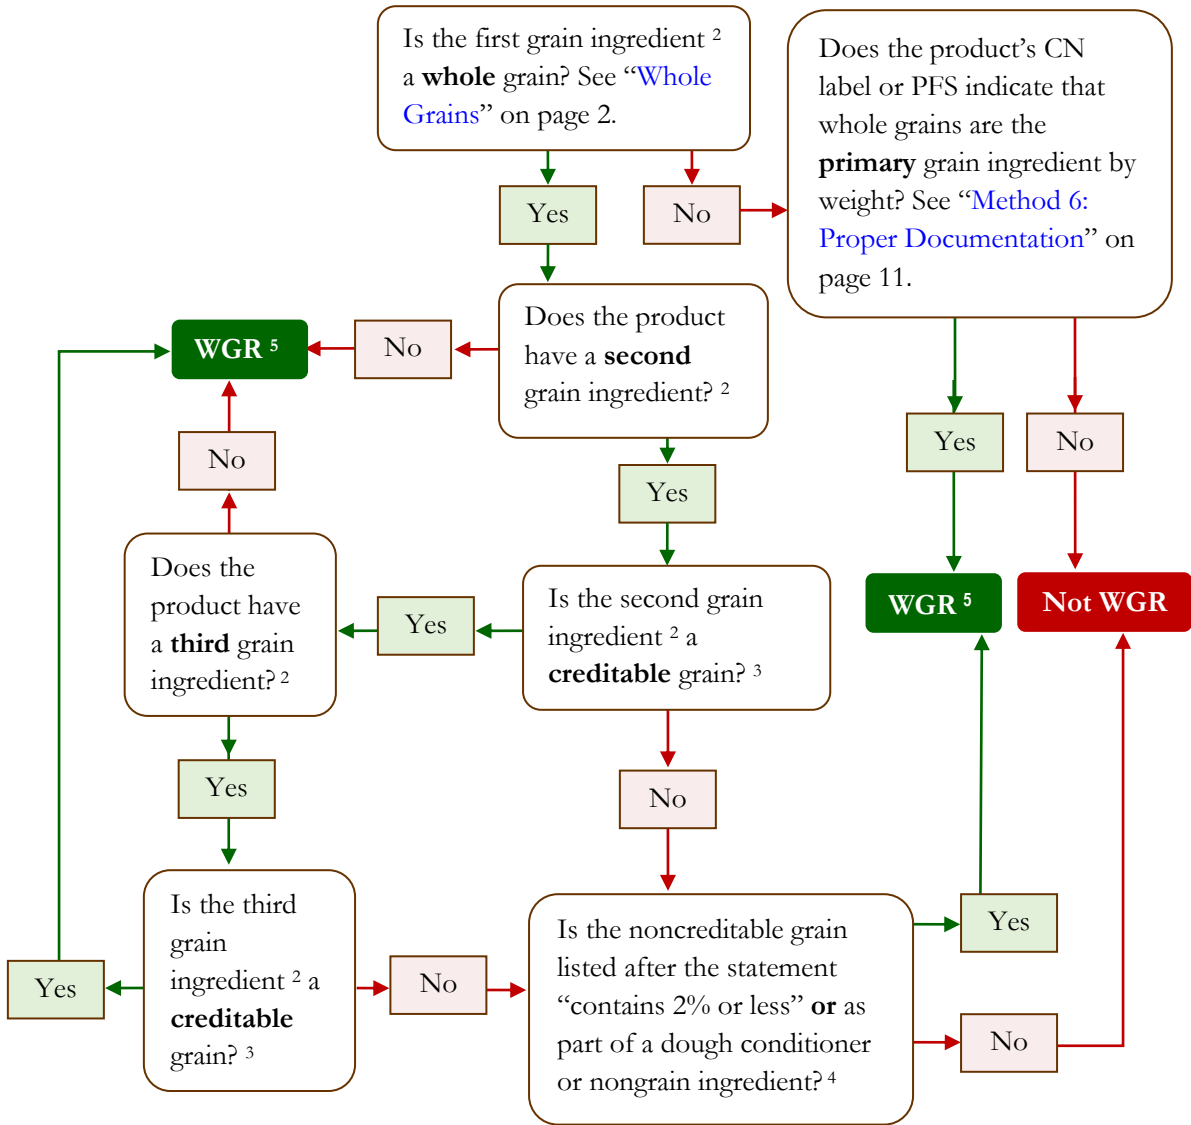 Is the first grain ingredient ²
a whole grain? See “Whole
Grains” on page 2.
Does the product’s CN
label or PFS indicate that
whole grains are the
primary grain ingredient by
weight? See “Method 6:
Proper Documentation” on
page 11.
Yes
No
Does the product
have a second
grain ingredient? ²
No
WGR ⁵
No
Yes
Yes
No
Does the
product have
a third grain
ingredient? ²
Yes
Is the second grain
ingredient ² a
creditable grain? ³
WGR ⁵
Not WGR
Yes
No
Is the third
grain
ingredient ² a
creditable
grain? ³
Yes
No
Is the noncreditable grain
listed after the statement
“contains 2% or less” or as
part of a dough conditioner
or nongrain ingredient? ⁴
Yes
No